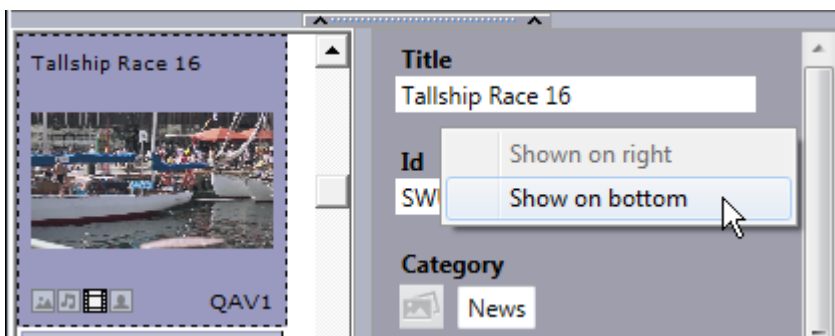 Tallship Race 16
QAV1
Title
Tallship Race 16
Id
SW
Shown on right
Show on bottom
Category
News